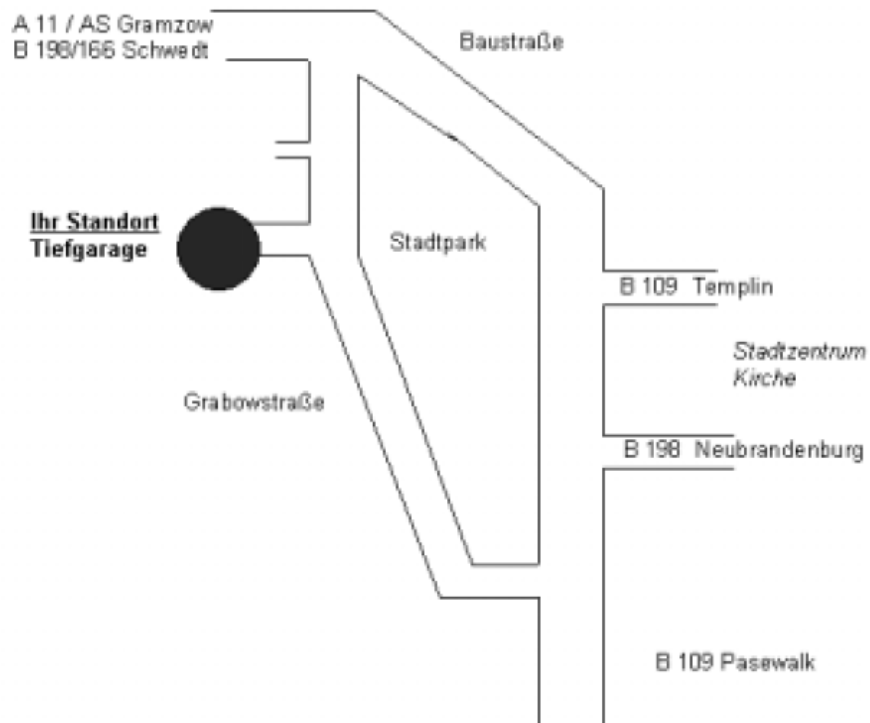 A 11 / AS Gramzow
B 198/166 Schwedt
Baustraße
Ihr Standort
Tiefgarage
Stadtpark
B 109 Templin
Stadtzentrum
Kirche
Grabowstraße
B 198 Neubrandenburg
B 109 Pasewalk